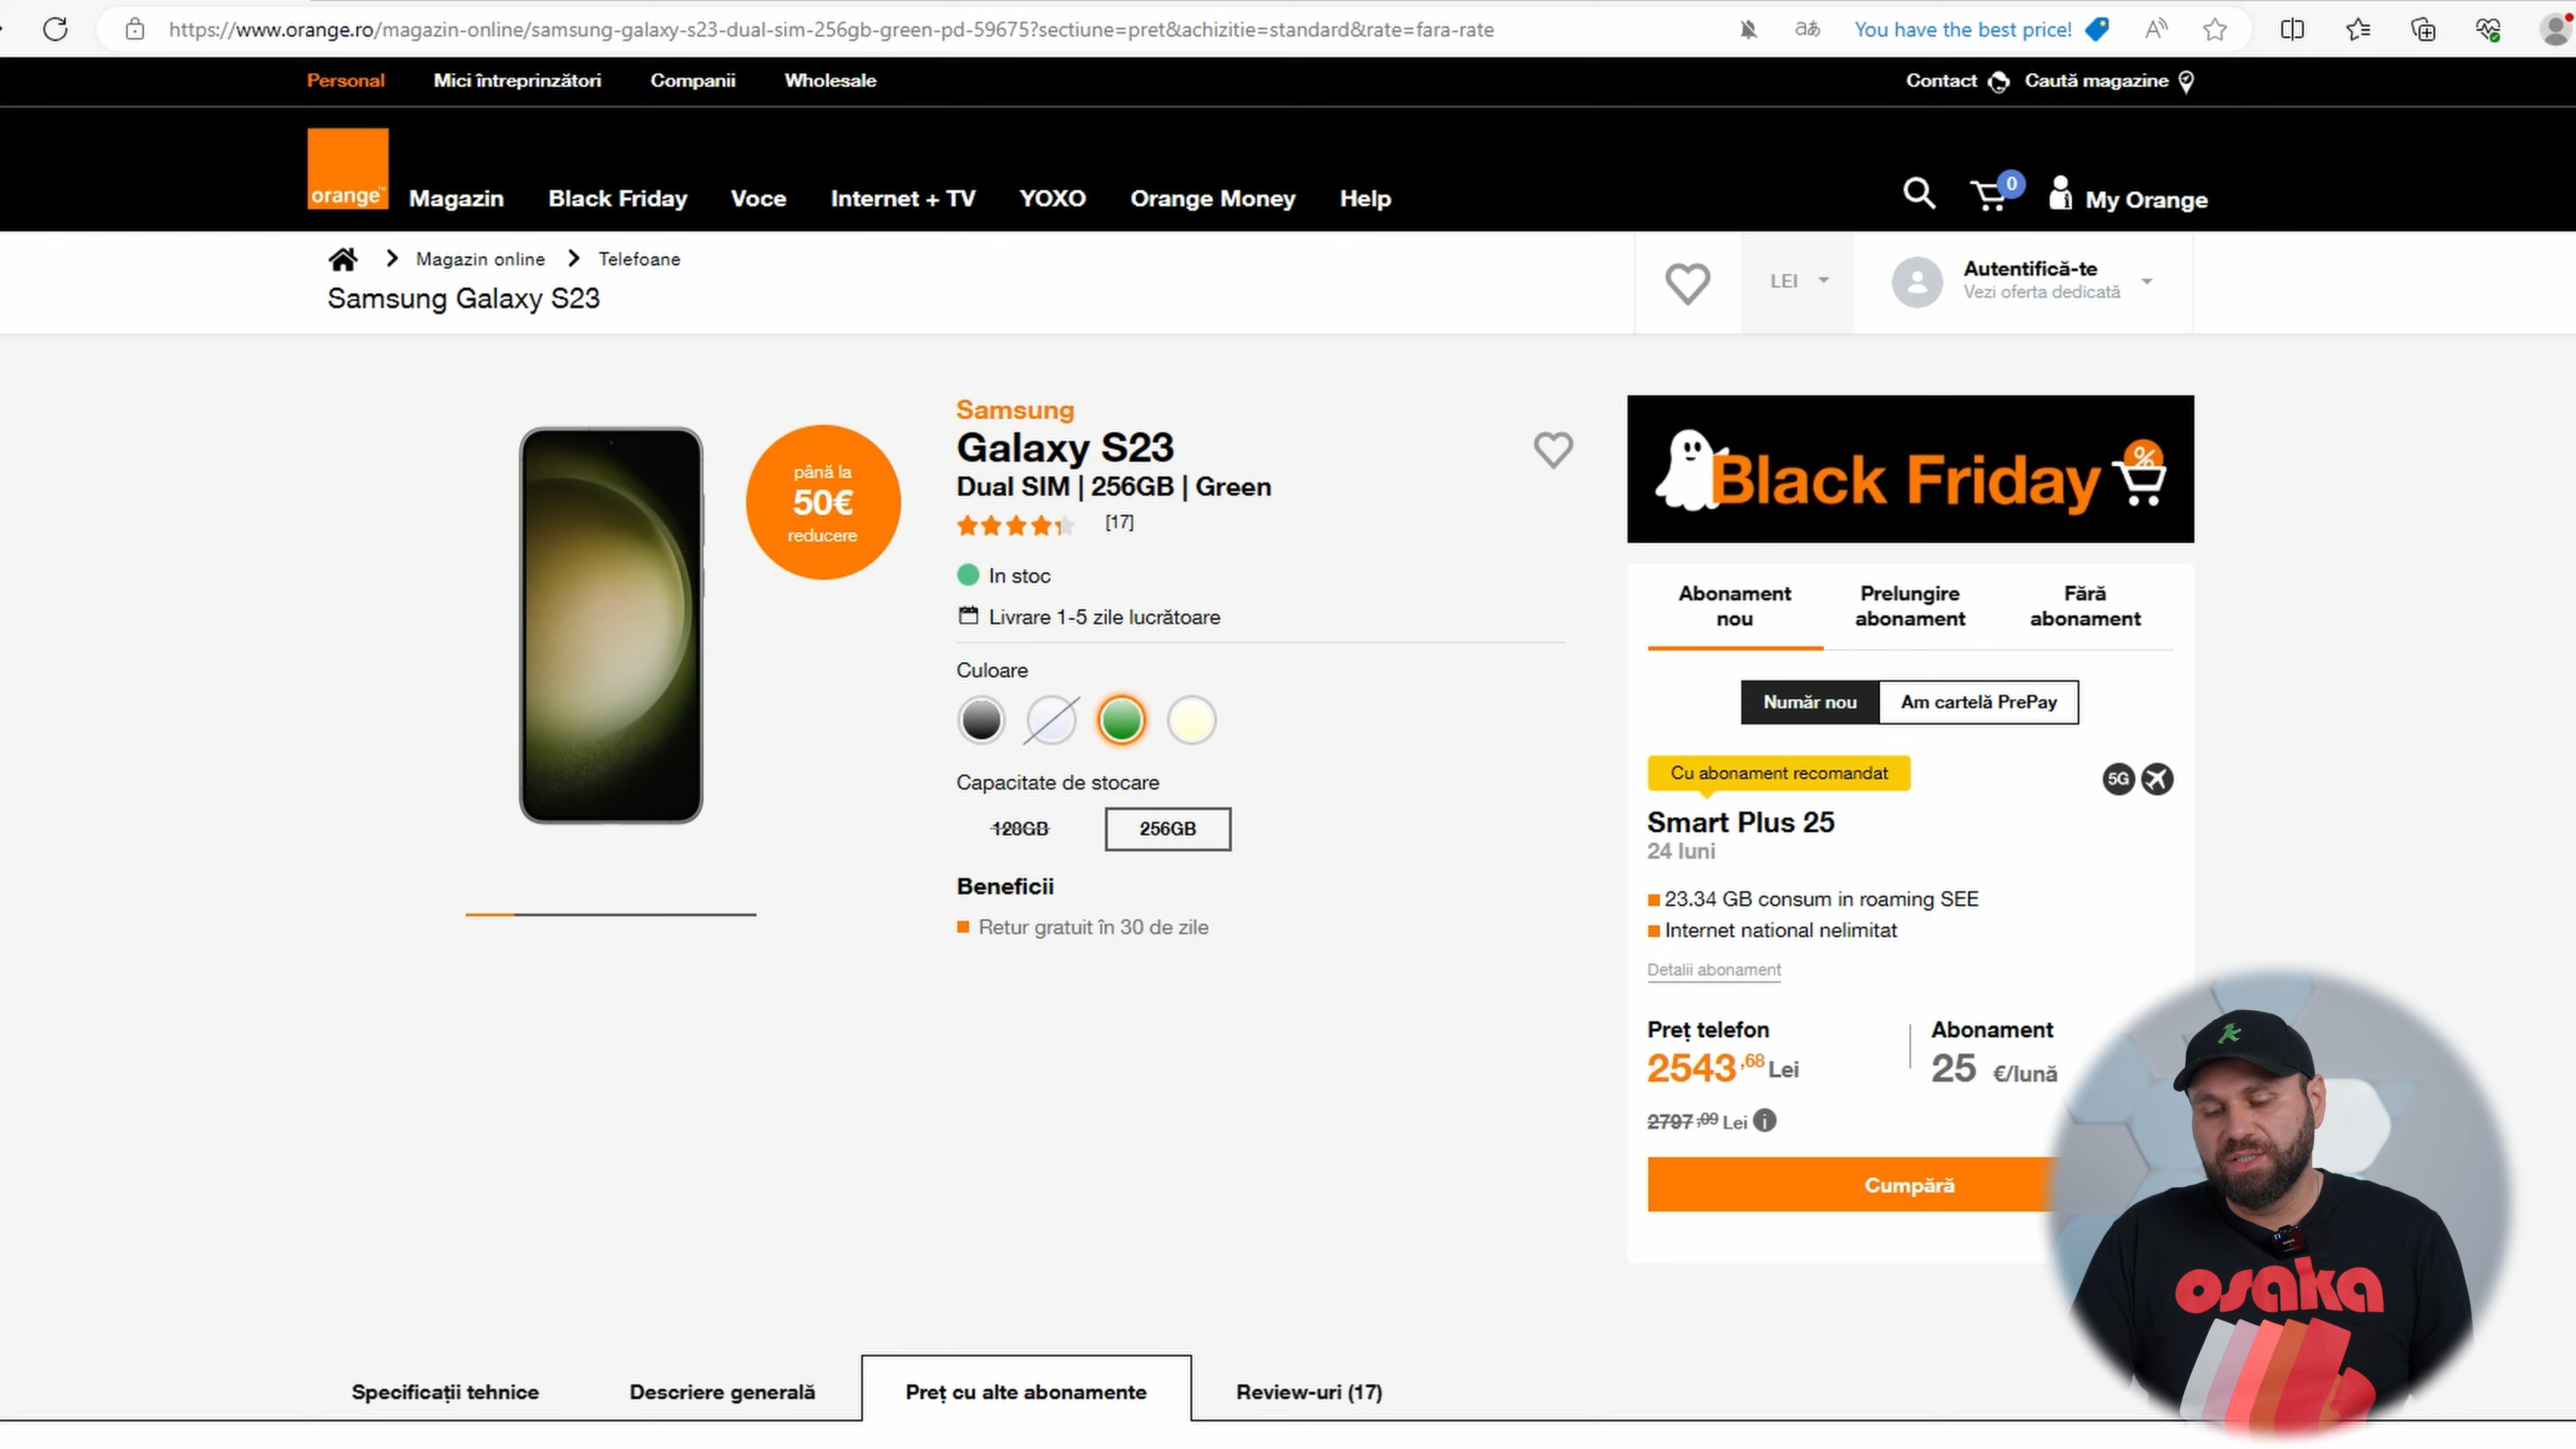 https://www.orange.ro/magazin-online/samsung-galaxy-s23-dual-sim-256gb-green-pd-59675?sectiune=pret&achizitie=standard&rate=fara-rate
aあ
You have the best price!
Personal
Mici întreprinzători
Companii
Wholesale
Contact
Caută magazine
orange™
Magazin
Black Friday
Voce
Internet + TV
YOXO
Orange Money
Help
0
My Orange
Magazin online
Telefoane
Samsung Galaxy S23
LEI
Autentifică-te
Vezi oferta dedicată
până la
50€
reducere
Samsung
Galaxy S23
Dual SIM | 256GB | Green
[17]
In stoc
Livrare 1-5 zile lucrătoare
Culoare
Capacitate de stocare
128GB
256GB
Beneficii
Retur gratuit în 30 de zile
Black Friday %
Abonament nou
Prelungire abonament
Fără abonament
Număr nou
Am cartelă PrePay
Cu abonament recomandat
5G
Smart Plus 25
24 luni
23.34 GB consum in roaming SEE
Internet national nelimitat
Detalii abonament
Preț telefon
2543,68 Lei
2797,09 Lei
Abonament
25 €/lună
Cumpără
osaka
Specificații tehnice
Descriere generală
Preț cu alte abonamente
Review-uri (17)